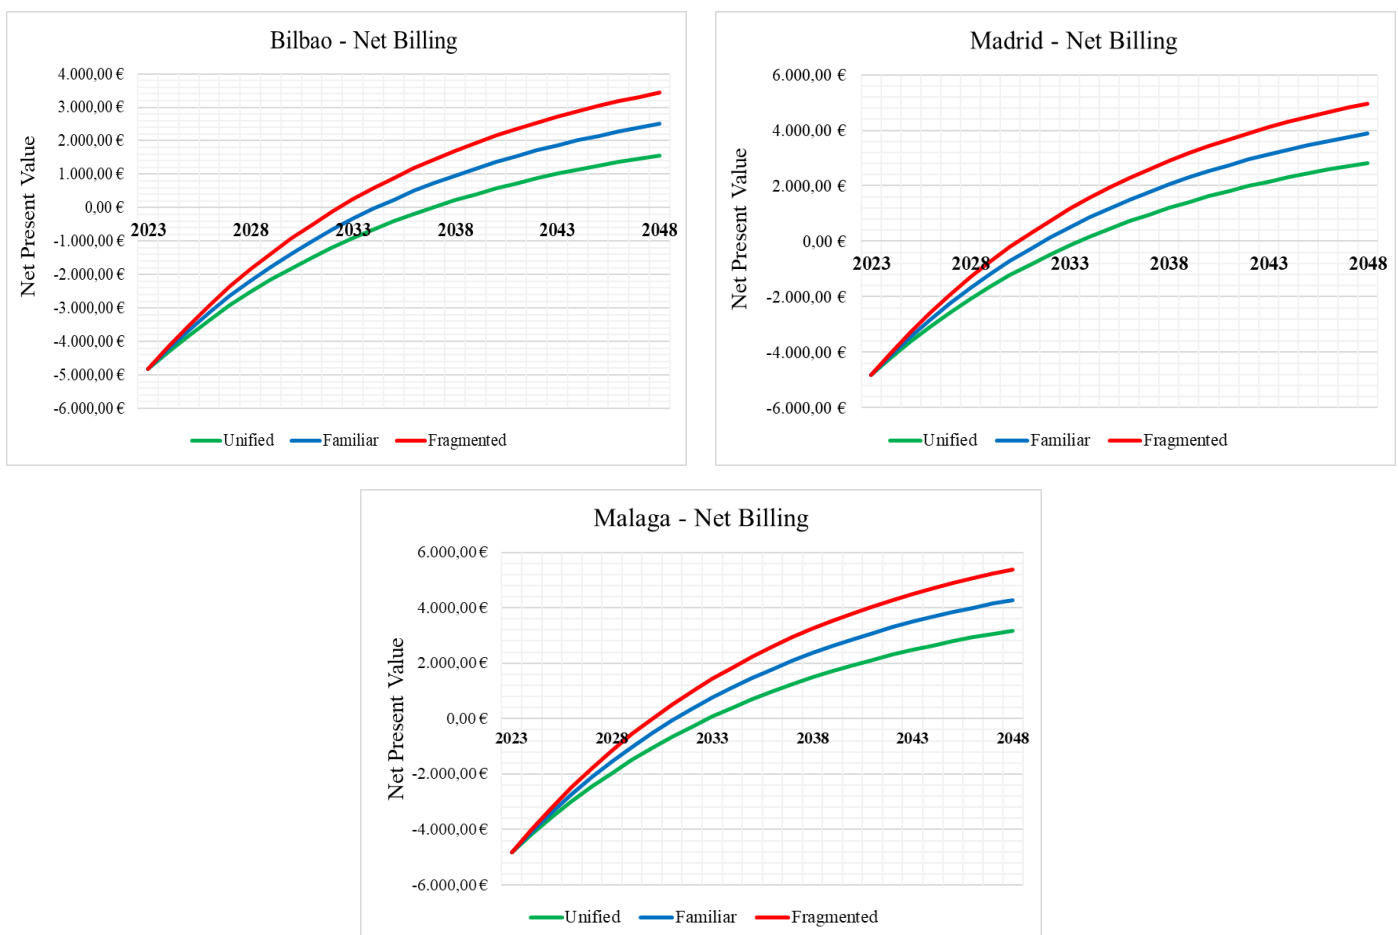 Bilbao - Net Billing
Net Present Value
4.000,00 €
3.000,00 €
2.000,00 €
1.000,00 €
0,00 €
-1.000,00 €
-2.000,00 €
-3.000,00 €
-4.000,00 €
-5.000,00 €
-6.000,00 €
2023 2028 2033 2038 2043 2048
Unified Familiar Fragmented
Madrid - Net Billing
Net Present Value
6.000,00 €
4.000,00 €
2.000,00 €
0,00 €
-2.000,00 €
-4.000,00 €
-6.000,00 €
2023 2028 2033 2038 2043 2048
Unified Familiar Fragmented
Malaga - Net Billing
Net Present Value
6.000,00 €
4.000,00 €
2.000,00 €
0,00 €
-2.000,00 €
-4.000,00 €
-6.000,00 €
2023 2028 2033 2038 2043 2048
Unified Familiar Fragmented